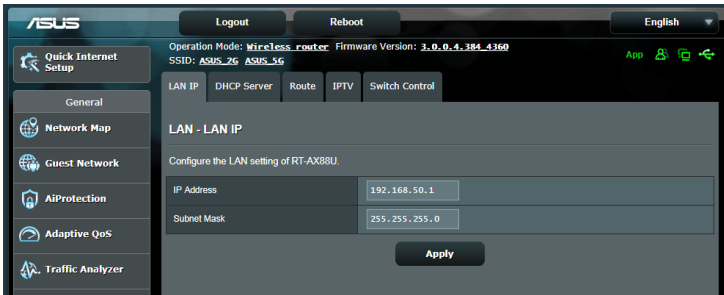 ASUS Logout Reboot English
Operation Mode: Wireless router Firmware Version: 3.0.0.4.384_4360
SSID: ASUS_2G ASUS_5G
App
Quick Internet
Setup
General
Network Map
Guest Network
AiProtection
Adaptive QoS
Traffic Analyzer
LAN IP DHCP Server Route IPTV Switch Control
LAN - LAN IP
Configure the LAN setting of RT-AX88U.
IP Address 192.168.50.1
Subnet Mask 255.255.255.0
Apply